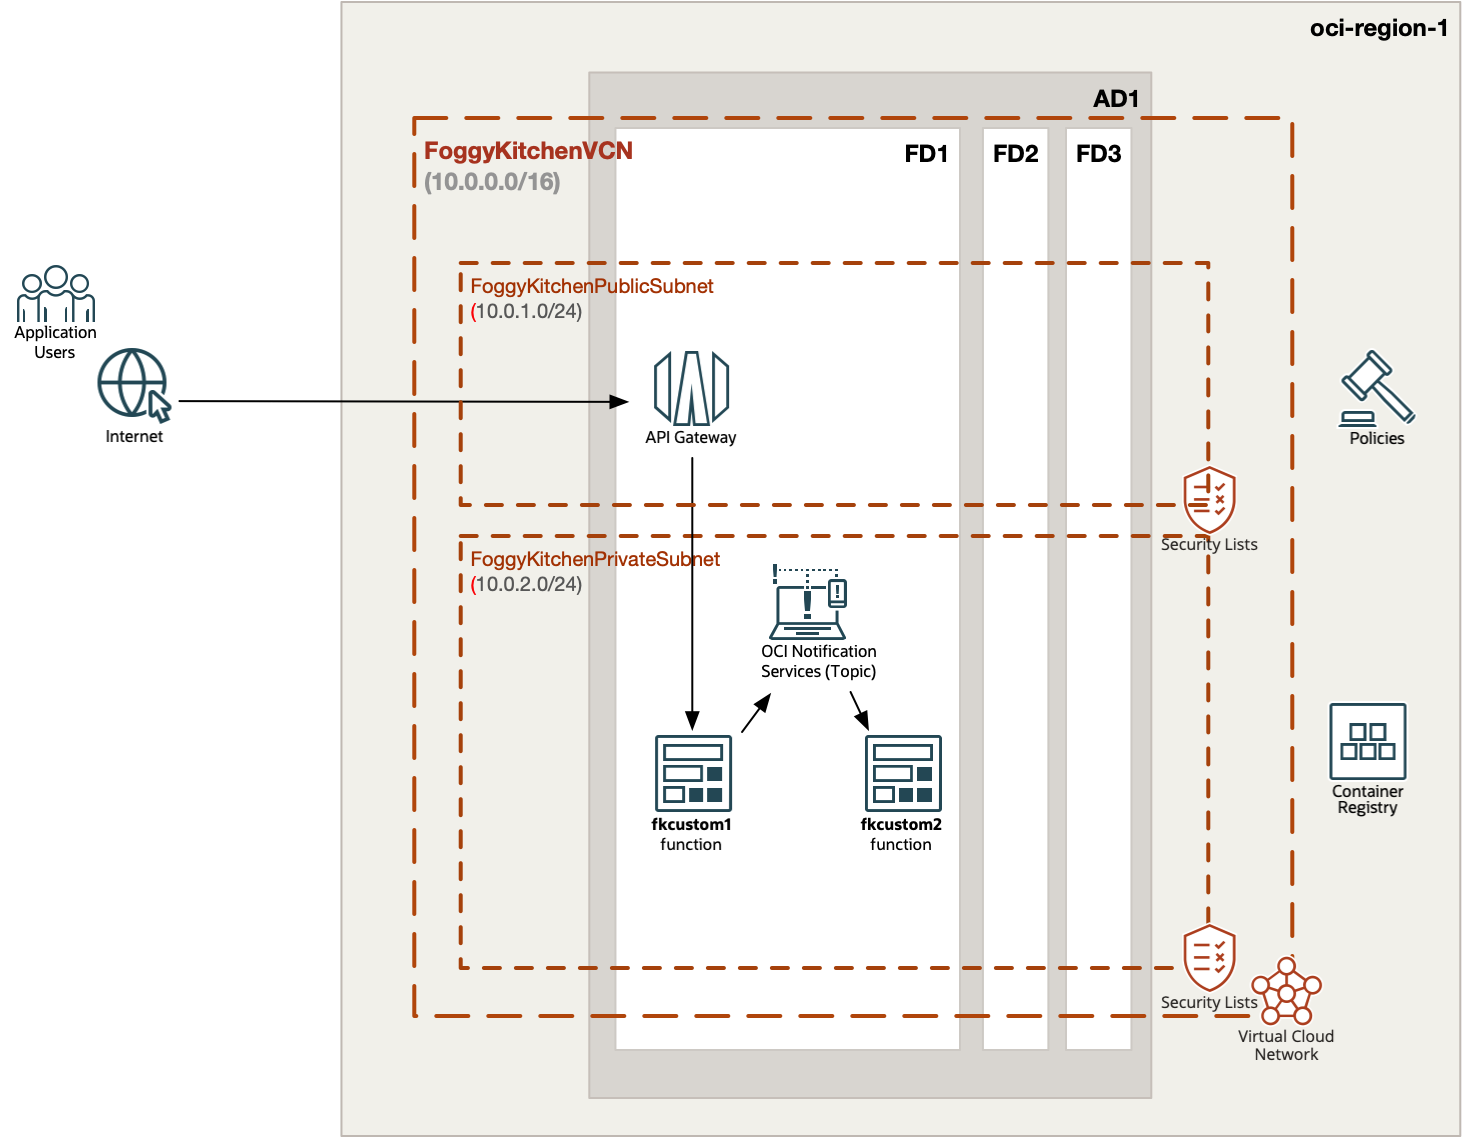 oci-region-1
AD1
FoggyKitchenVCN
(10.0.0.0/16)
FD1
FD2
FD3
FoggyKitchenPublicSubnet
(10.0.1.0/24)
Application
Users
Internet
API Gateway
Policies
Security Lists
FoggyKitchenPrivateSubnet
(10.0.2.0/24)
OCI Notification
Services (Topic)
fkcustom1
function
fkcustom2
function
Container
Registry
Security Lists
Virtual Cloud
Network